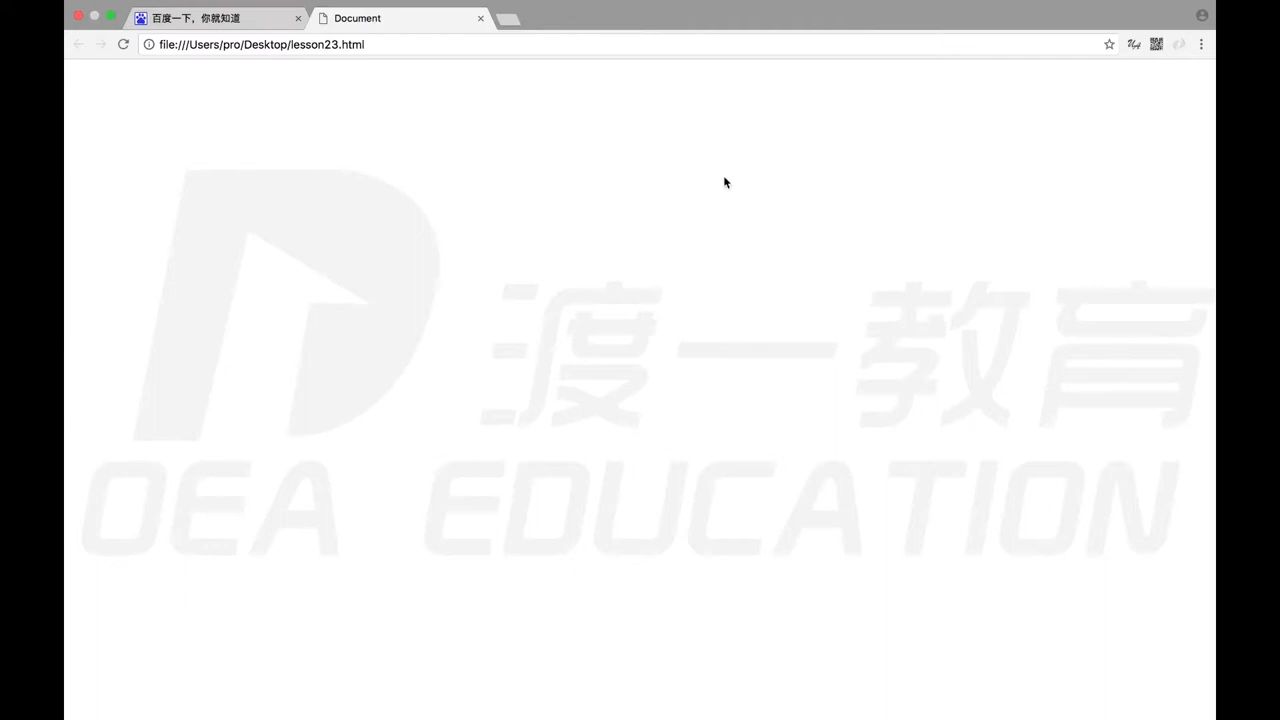 百度一下，你就知道
Document
file:///Users/pro/Desktop/lesson23.html
渡一教育
OEA EDUCATION